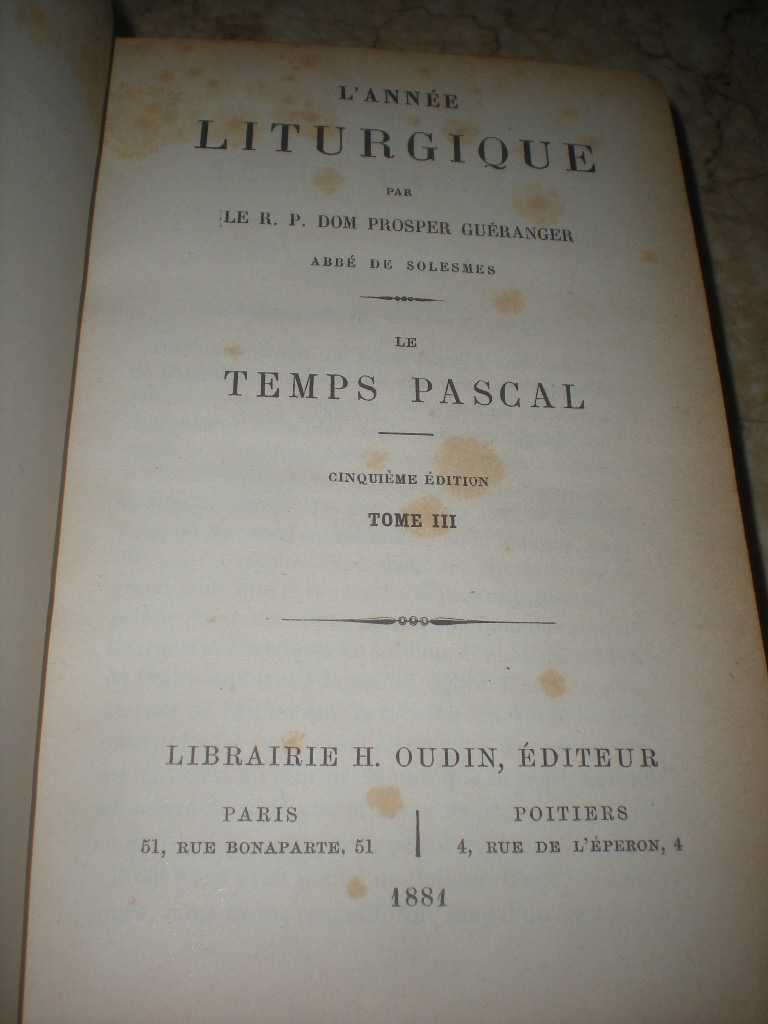 L'ANNÉE
LITURGIQUE
PAR
LE R. P. DOM PROSPER GUÉRANGER
ABBÉ DE SOLESMES
LE
TEMPS PASCAL
CINQUIÈME ÉDITION
TOME III
LIBRAIRIE H. OUDIN, ÉDITEUR
PARIS
51, RUE BONAPARTE, 51
POITIERS
4, RUE DE L'ÉPERON, 4
1881